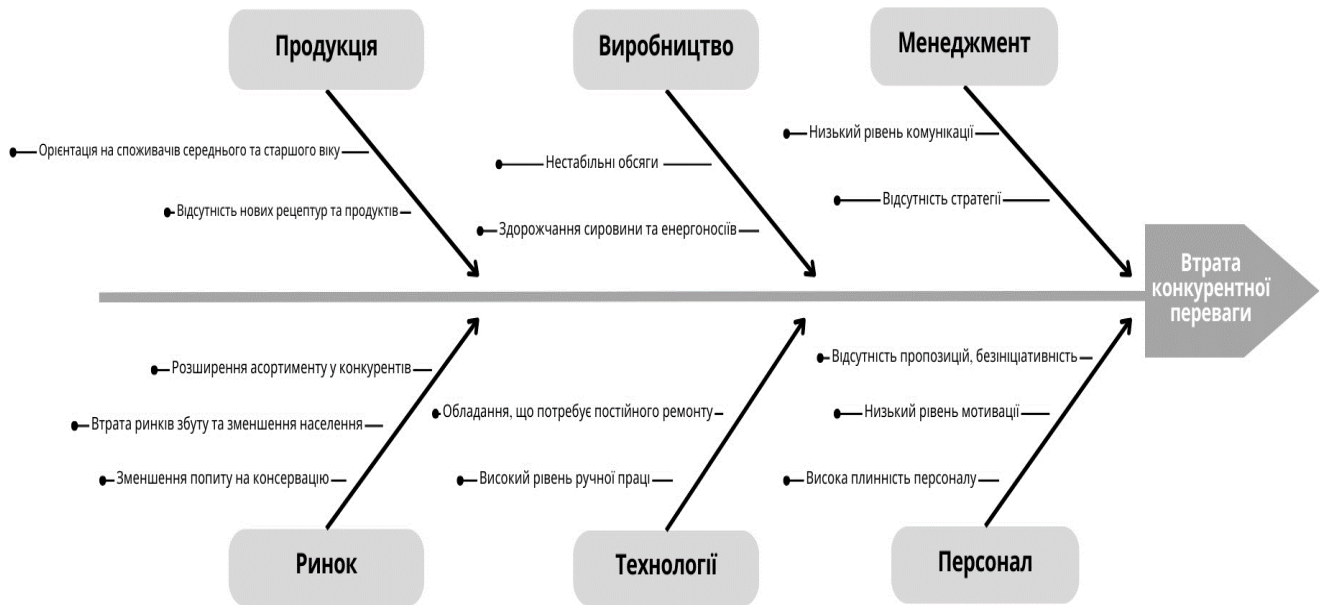 Продукція
Виробництво
Менеджмент
Орієнтація на споживачів середнього та старшого віку
Відсутність нових рецептур та продуктів
Нестабільні обсяги
Здорожчання сировини та енергоносіїв
Низький рівень комунікації
Відсутність стратегії
Втрата
конкурентної
переваги
Розширення асортименту у конкурентів
Втрата ринків збуту та зменшення населення
Зменшення попиту на консервацію
Обладання, що потребує постійного ремонту
Високий рівень ручної праці
Відсутність пропозицій, безініціативність
Низький рівень мотивації
Висока плинність персоналу
Ринок
Технології
Персонал